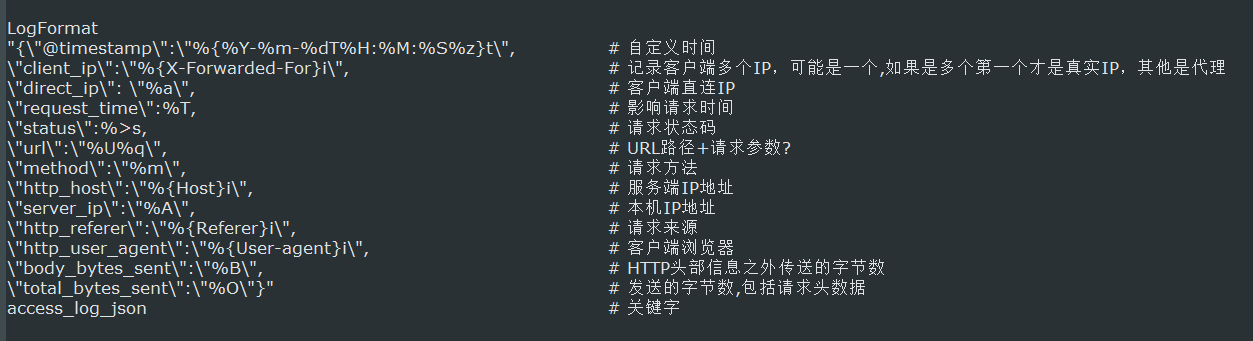 LogFormat
"{\"@timestamp\":\"%{%Y-%m-%dT%H:%M:%S%z}t\", # 自定义时间
\"client_ip\":\"%{X-Forwarded-For}i\", # 记录客户端多个IP，可能是一个,如果是多个第一个才是真实IP，其他是代理
\"direct_ip\": \"%a\", # 客户端直连IP
\"request_time\":%T, # 影响请求时间
\"status\":%>s, # 请求状态码
\"url\":\"%U%q\", # URL路径+请求参数?
\"method\":\"%m\", # 请求方法
\"http_host\":\"%{Host}i\", # 服务端IP地址
\"server_ip\":\"%A\", # 本机IP地址
\"http_referer\":\"%{Referer}i\", # 请求来源
\"http_user_agent\":\"%{User-agent}i\", # 客户端浏览器
\"body_bytes_sent\":\"%B\", # HTTP头部信息之外传送的字节数
\"total_bytes_sent\":\"%O\"}" # 发送的字节数,包括请求头数据
access_log_json # 关键字